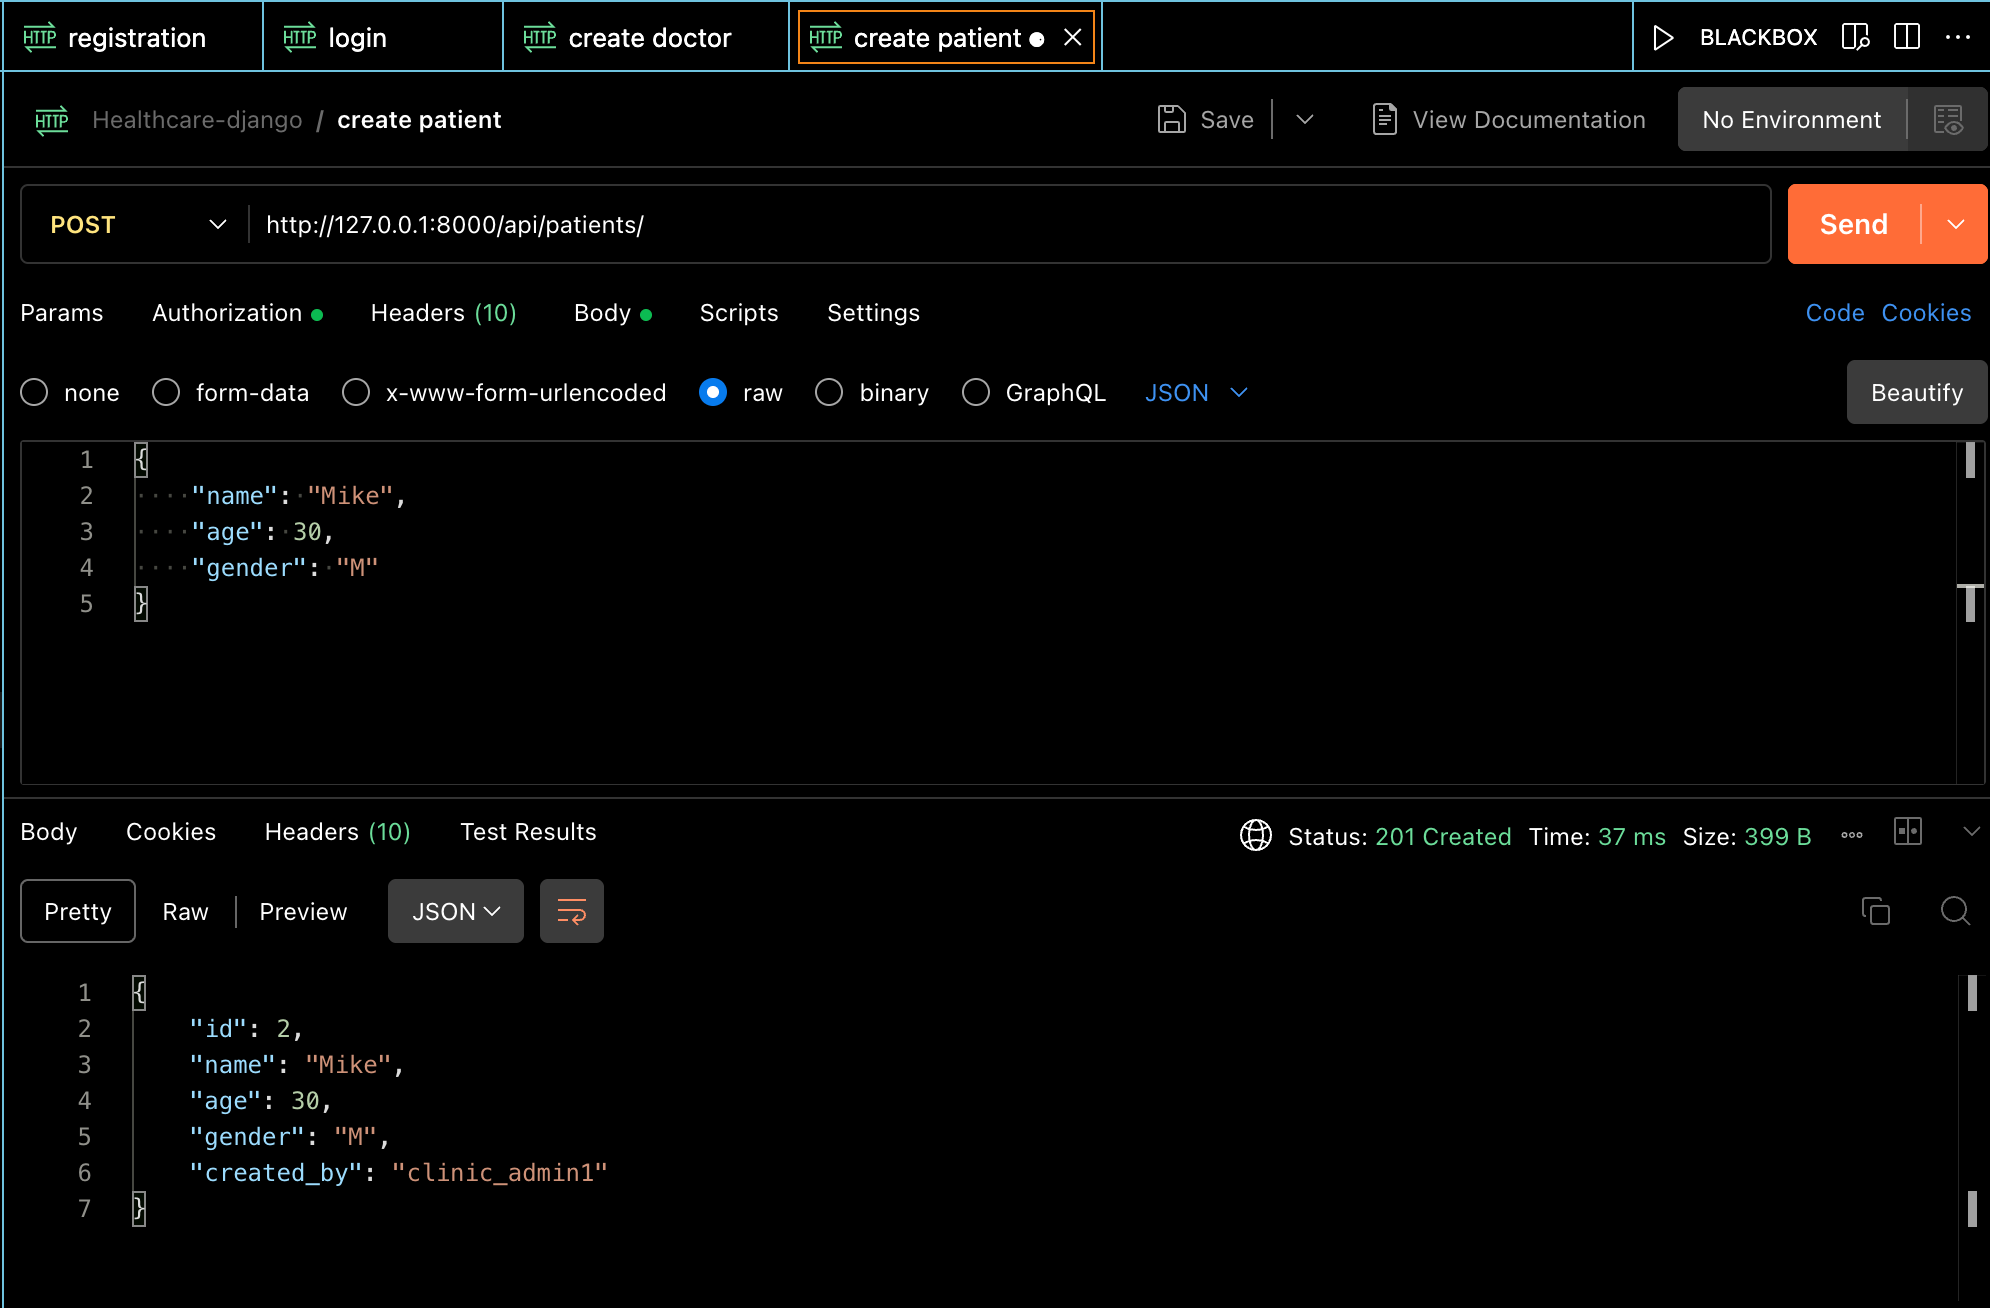 HTTP registration HTTP login HTTP create doctor HTTP create patient BLACKBOX
HTTP Healthcare-django / create patient Save View Documentation No Environment
POST http://127.0.0.1:8000/api/patients/ Send
Params Authorization Headers (10) Body Scripts Settings Code Cookies
none form-data x-www-form-urlencoded raw binary GraphQL JSON Beautify
1 {
2 "name": "Mike",
3 "age": 30,
4 "gender": "M"
5 }
Body Cookies Headers (10) Test Results Status: 201 Created Time: 37 ms Size: 399 B
Pretty Raw Preview JSON
1 {
2 "id": 2,
3 "name": "Mike",
4 "age": 30,
5 "gender": "M",
6 "created_by": "clinic_admin1"
7 }